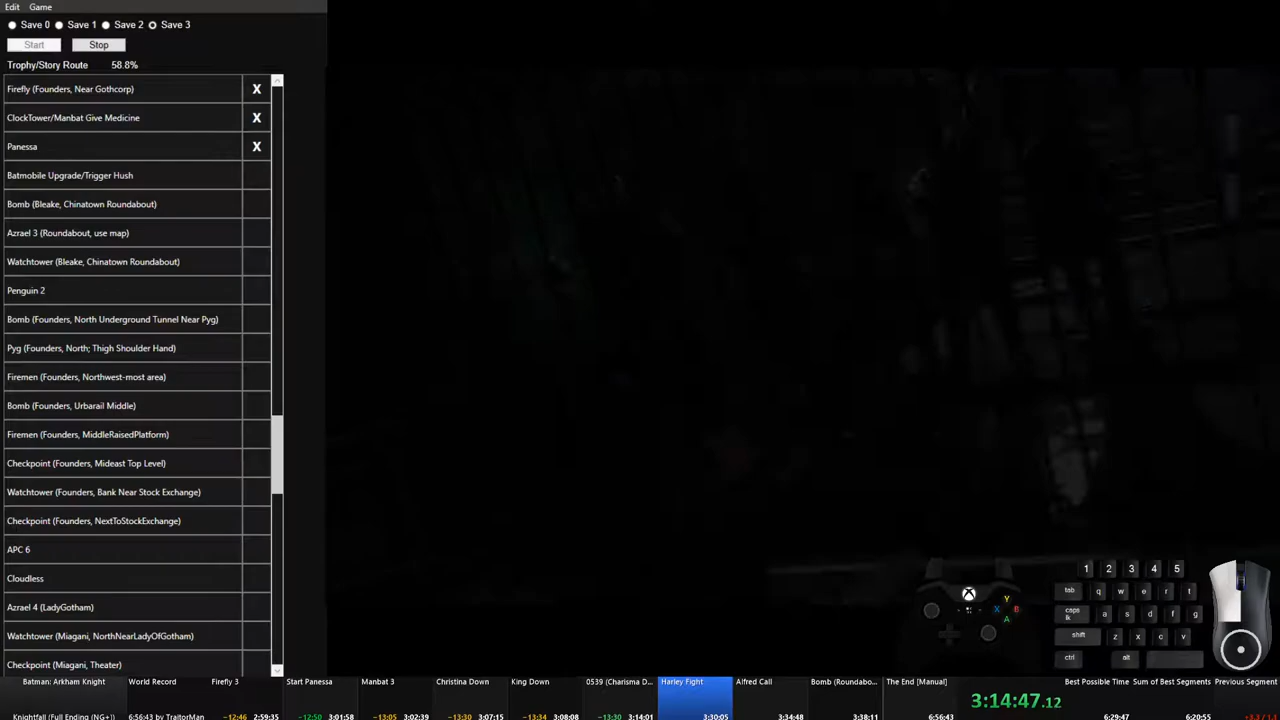 Edit Game
Save 0 Save 1 Save 2 Save 3
Start Stop
Trophy/Story Route 58.8%
Firefly (Founders, Near Gothcorp) X
ClockTower/Manbat Give Medicine X
Panessa X
Batmobile Upgrade/Trigger Hush
Bomb (Bleake, Chinatown Roundabout)
Azrael 3 (Roundabout, use map)
Watchtower (Bleake, Chinatown Roundabout)
Penguin 2
Bomb (Founders, North Underground Tunnel Near Pyg)
Pyg (Founders, North; Thigh Shoulder Hand)
Firemen (Founders, Northwest-most area)
Bomb (Founders, Urbarail Middle)
Firemen (Founders, MiddleRaisedPlatform)
Checkpoint (Founders, Mideast Top Level)
Watchtower (Founders, Bank Near Stock Exchange)
Checkpoint (Founders, NextToStockExchange)
APC 6
Cloudless
Azrael 4 (LadyGotham)
Watchtower (Miagani, NorthNearLadyOfGotham)
Checkpoint (Miagani, Theater)
1 2 3 4 5
tab q w e r t
Y X B A
caps lk a s d f g
shift z x c v
ctrl alt
Batman: Arkham Knight World Record Firefly 3 Start Panessa Manbat 3 Christina Down King Down 0539 (Charisma D... Harley Fight Alfred Call Bomb (Roundabo... The End [Manual] 3:14:47.12 Best Possible Time Sum of Best Segments Previous Segment
Knightfall (Full Ending (NG+)) 6:56:43 by TraitorMan -12:46 2:59:35 -12:50 3:01:58 -13:05 3:02:39 -13:30 3:07:15 -13:34 3:08:08 -13:30 3:14:01 3:30:05 3:34:48 3:38:11 6:56:43 6:29:47 6:20:55